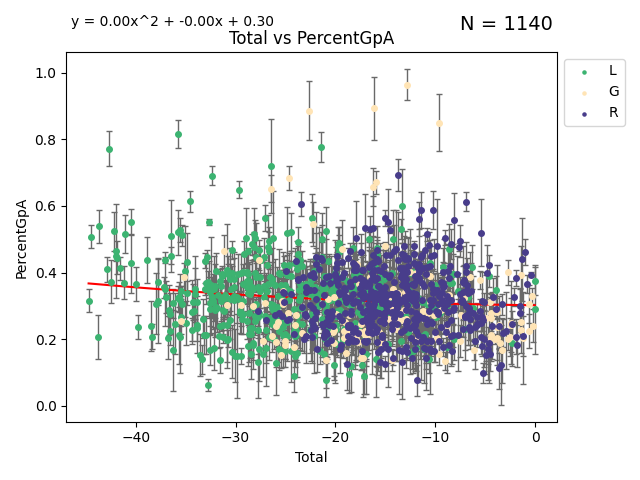 y = 0.00x^2 + -0.00x + 0.30
N = 1140
Total vs PercentGpA
L
G
R
1.0
0.8
0.6
0.4
0.2
0.0
PercentGpA
−40
−30
−20
−10
0
Total